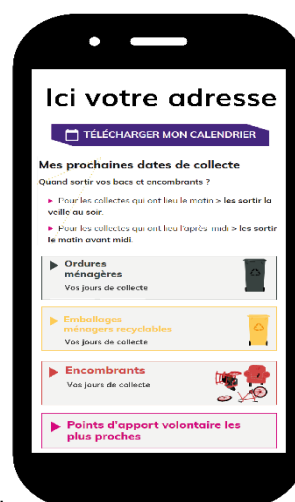 Ici votre adresse
TÉLÉCHARGER MON CALENDRIER
Mes prochaines dates de collecte
Quand sortir vos bacs et encombrants ?
► Pour les collectes qui ont lieu le matin > les sortir la
veille au soir.
► Pour les collectes qui ont lieu l'après-midi > les sortir
le matin avant midi.
► Ordures
ménagères
Vos jours de collecte
► Emballages
ménagers recyclables
Vos jours de collecte
► Encombrants
Vos jours de collecte
► Points d'apport volontaire les
plus proches